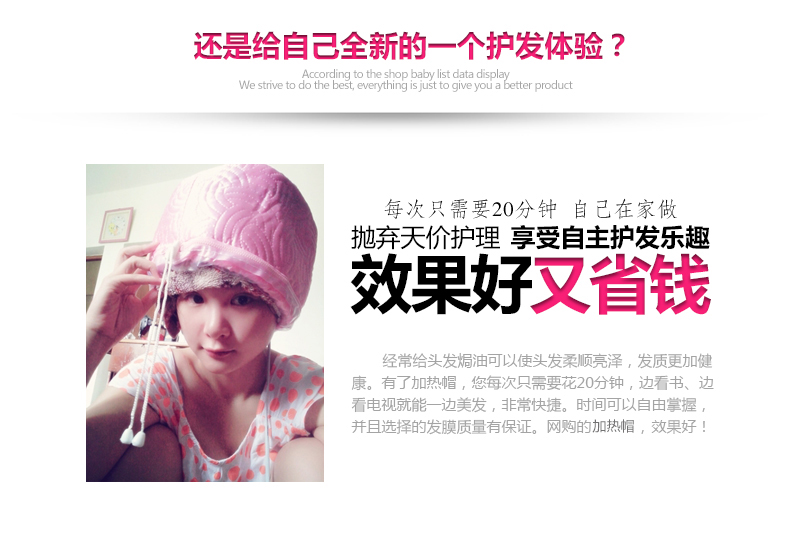 还是给自己全新的一个护发体验？
According to the shop baby list data display
We strive to do the best, everything is just to give you a better product
每次只需要20分钟 自己在家做
抛弃天价护理 享受自主护发乐趣
效果好又省钱
经常给头发焗油可以使头发柔顺亮泽，发质更加健
康。有了加热帽，您每次只需要花20分钟，边看书、边
看电视就能一边美发，非常快捷。时间可以自由掌握，
并且选择的发膜质量有保证。网购的加热帽，效果好！